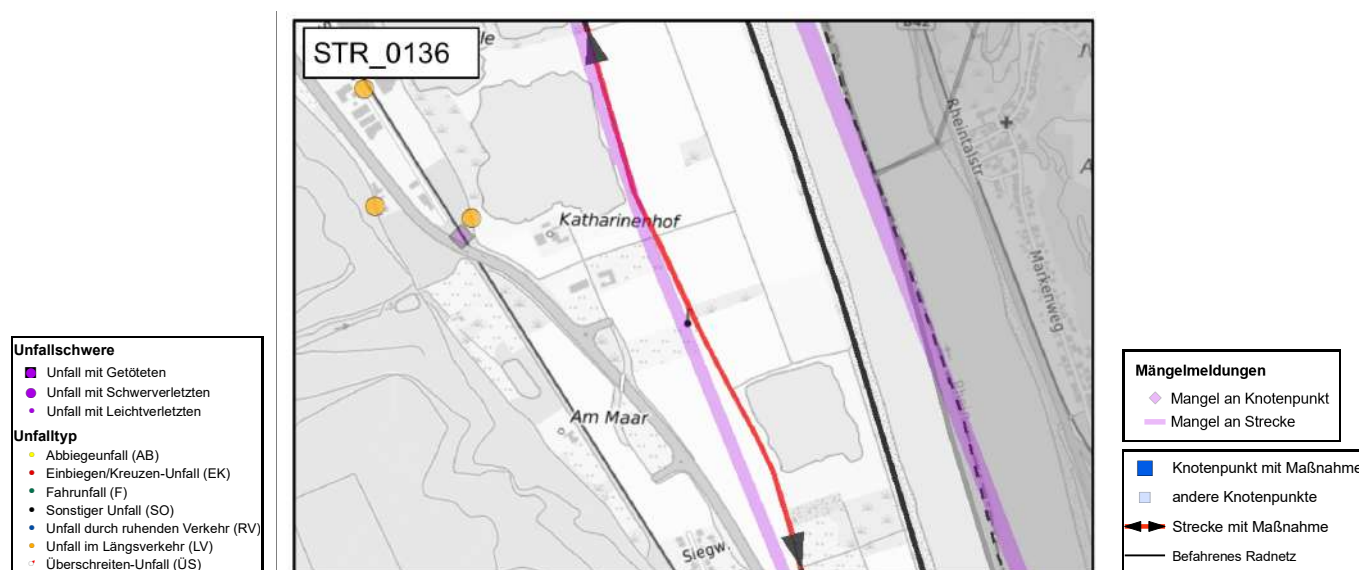 STR_0136
le
B42
Rheintalstr.
Katharinenhof
Markenweg
Am Maar
Siegw.
Unfallschwere
Unfall mit Getöteten
Unfall mit Schwerverletzten
Unfall mit Leichtverletzten
Unfalltyp
Abbiegeunfall (AB)
Einbiegen/Kreuzen-Unfall (EK)
Fahrunfall (F)
Sonstiger Unfall (SO)
Unfall durch ruhenden Verkehr (RV)
Unfall im Längsverkehr (LV)
Überschreiten-Unfall (ÜS)
Mängelmeldungen
Mangel an Knotenpunkt
Mangel an Strecke
Knotenpunkt mit Maßnahme
andere Knotenpunkte
Strecke mit Maßnahme
Befahrenes Radnetz